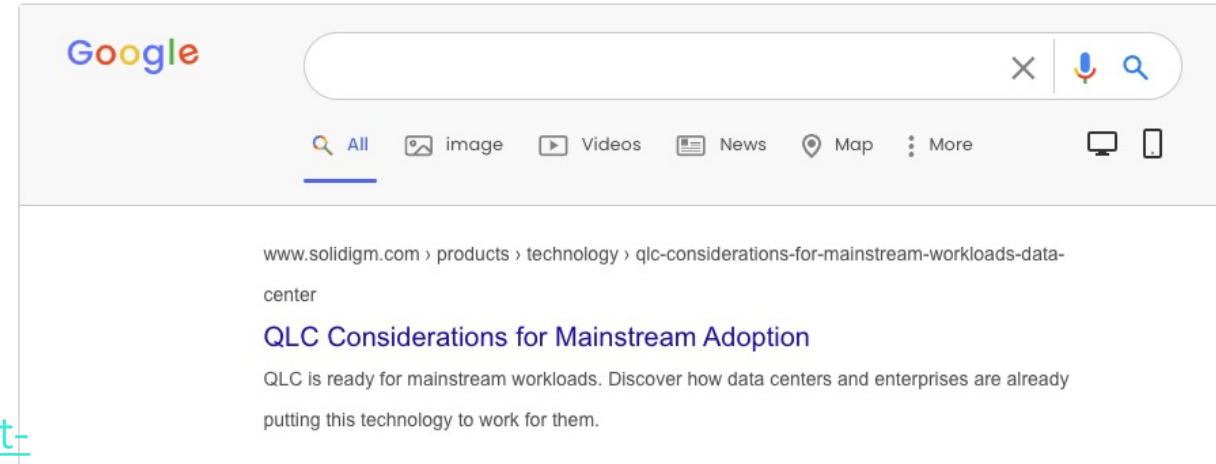 Google
All image Videos News Map More
www.solidigm.com › products › technology › qlc-considerations-for-mainstream-workloads-data-
center
QLC Considerations for Mainstream Adoption
QLC is ready for mainstream workloads. Discover how data centers and enterprises are already
putting this technology to work for them.
t-